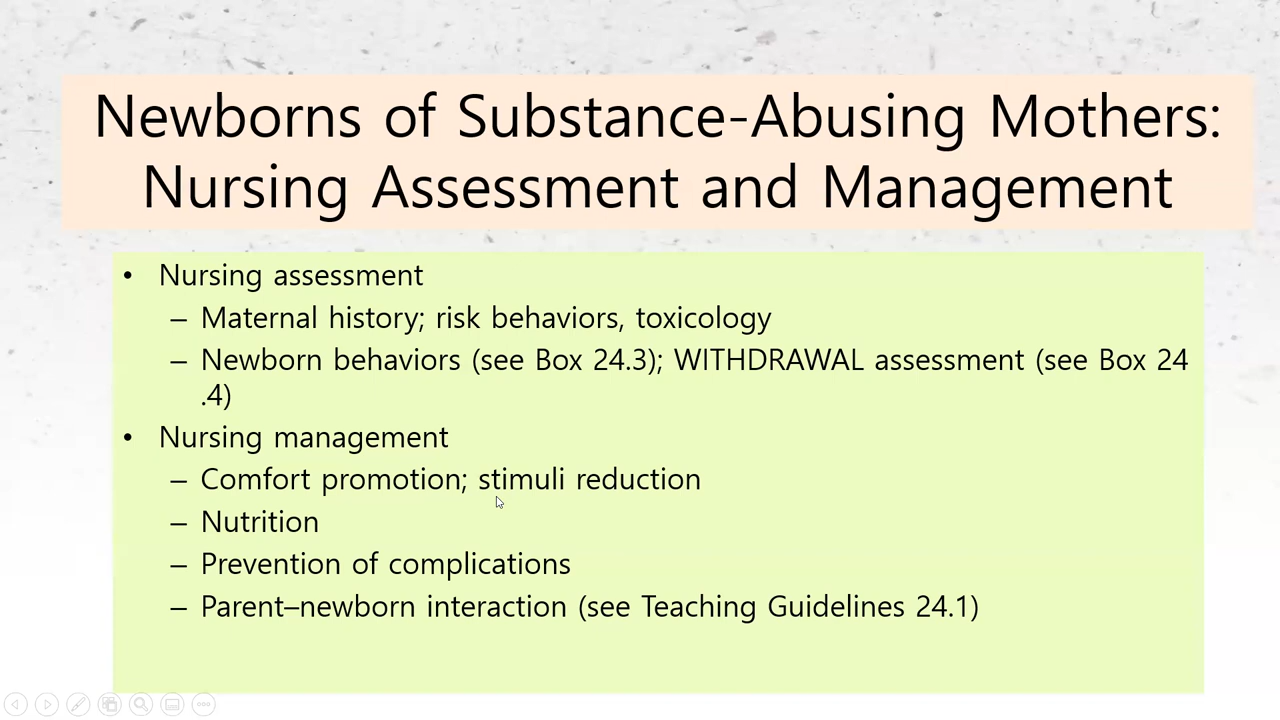 Newborns of Substance-Abusing Mothers:
Nursing Assessment and Management
• Nursing assessment
– Maternal history; risk behaviors, toxicology
– Newborn behaviors (see Box 24.3); WITHDRAWAL assessment (see Box 24
.4)
• Nursing management
– Comfort promotion; stimuli reduction
– Nutrition
– Prevention of complications
– Parent–newborn interaction (see Teaching Guidelines 24.1)